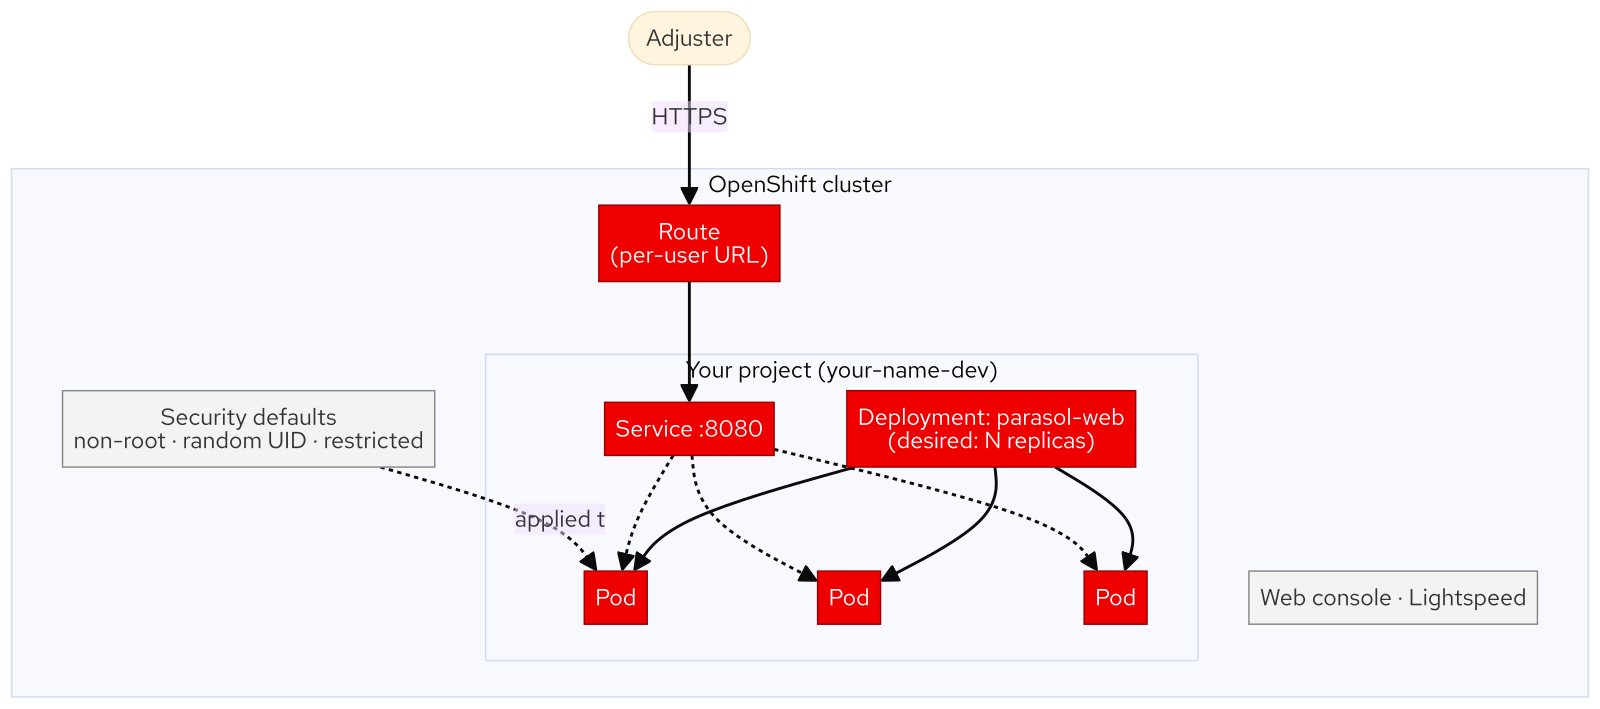 Adjuster
HTTPS
OpenShift cluster
Route
(per-user URL)
Your project (your-name-dev)
Security defaults
non-root · random UID · restricted
Service :8080
Deployment: parasol-web
(desired: N replicas)
applied t
Pod
Pod
Pod
Web console · Lightspeed